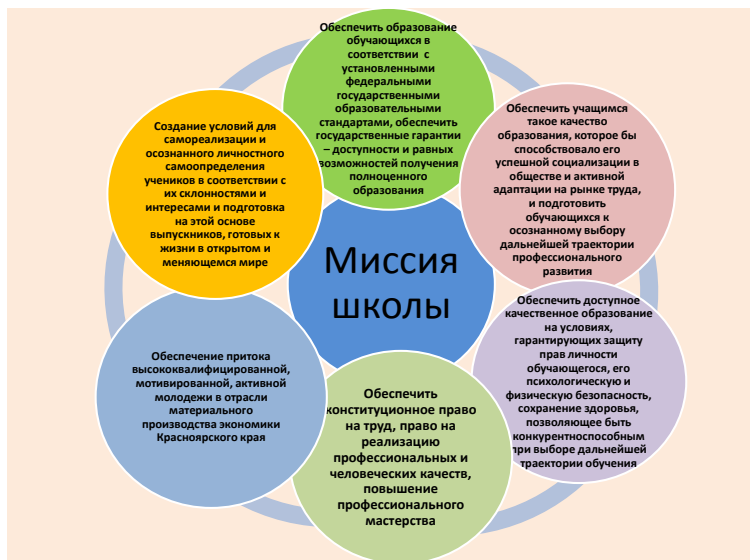 Обеспечить образование
обучающихся в
соответствии с
установленными
федеральными
государственными
образовательными
стандартами, обеспечить
государственные гарантии
– доступности и равных
возможностей получения
полноценного
образования
Обеспечить учащимся
такое качество
образования, которое бы
способствовало его
успешной социализации в
обществе и активной
адаптации на рынке труда,
и подготовить
обучающихся к
осознанному выбору
дальнейшей траектории
профессионального
развития
Обеспечить доступное
качественное образование
на условиях,
гарантирующих защиту
прав личности
обучающегося, его
психологическую и
физическую безопасность,
сохранение здоровья,
позволяющее быть
конкурентноспособным
при выборе дальнейшей
траектории обучения
Обеспечить
конституционное право
на труд, право на
реализацию
профессиональных и
человеческих качеств,
повышение
профессионального
мастерства
Обеспечение притока
высококвалифицированной,
мотивированной, активной
молодежи в отрасли
материального
производства экономики
Красноярского края
Создание условий для
самореализации и
осознанного личностного
самоопределения
учеников в соответствии с
их склонностями и
интересами и подготовка
на этой основе
выпускников, готовых к
жизни в открытом и
меняющемся мире
Миссия
школы